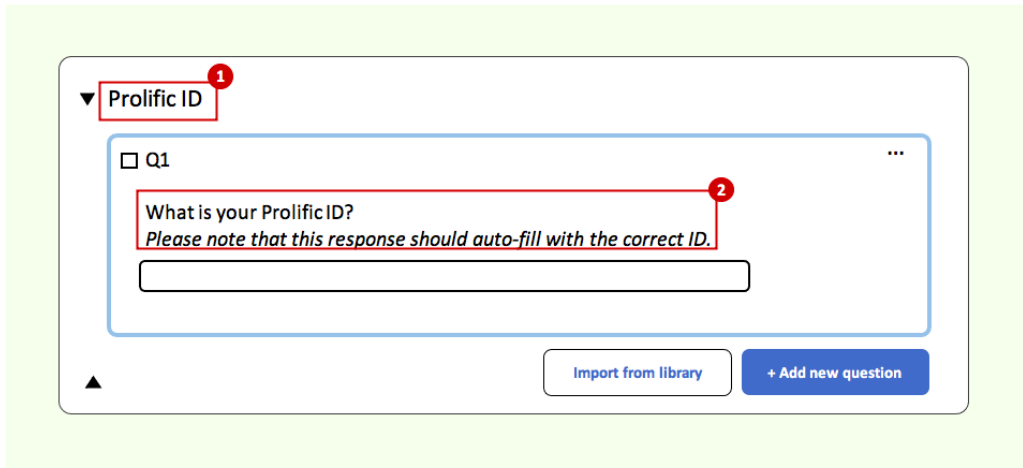 1
Prolific ID
Q1
...
2
What is your Prolific ID?
Please note that this response should auto-fill with the correct ID.
Import from library
+ Add new question